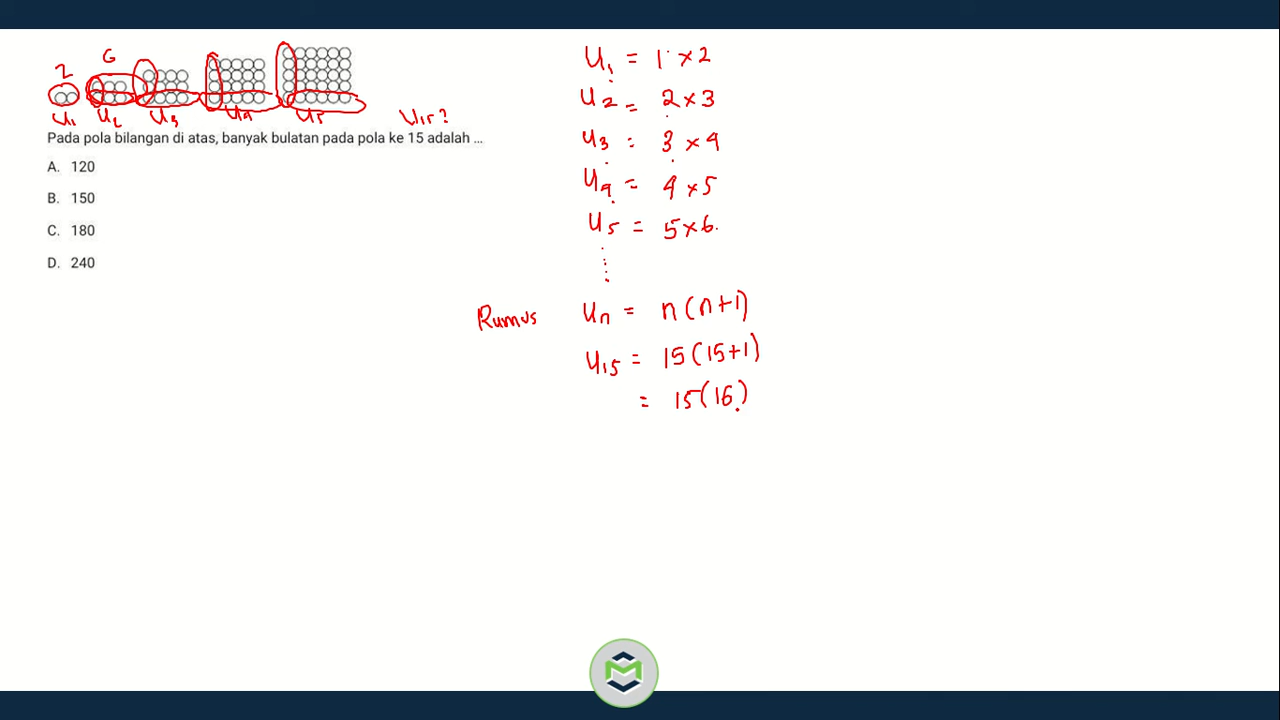 2 6
U1 U2 U3 U4 U5 U15?
Pada pola bilangan di atas, banyak bulatan pada pola ke 15 adalah ...
A. 120
B. 150
C. 180
D. 240
U1 = 1 × 2
U2 = 2 × 3
U3 = 3 × 4
U4 = 4 × 5
U5 = 5 × 6
Rumus Un = n(n+1)
U15 = 15(15+1)
= 15(16)